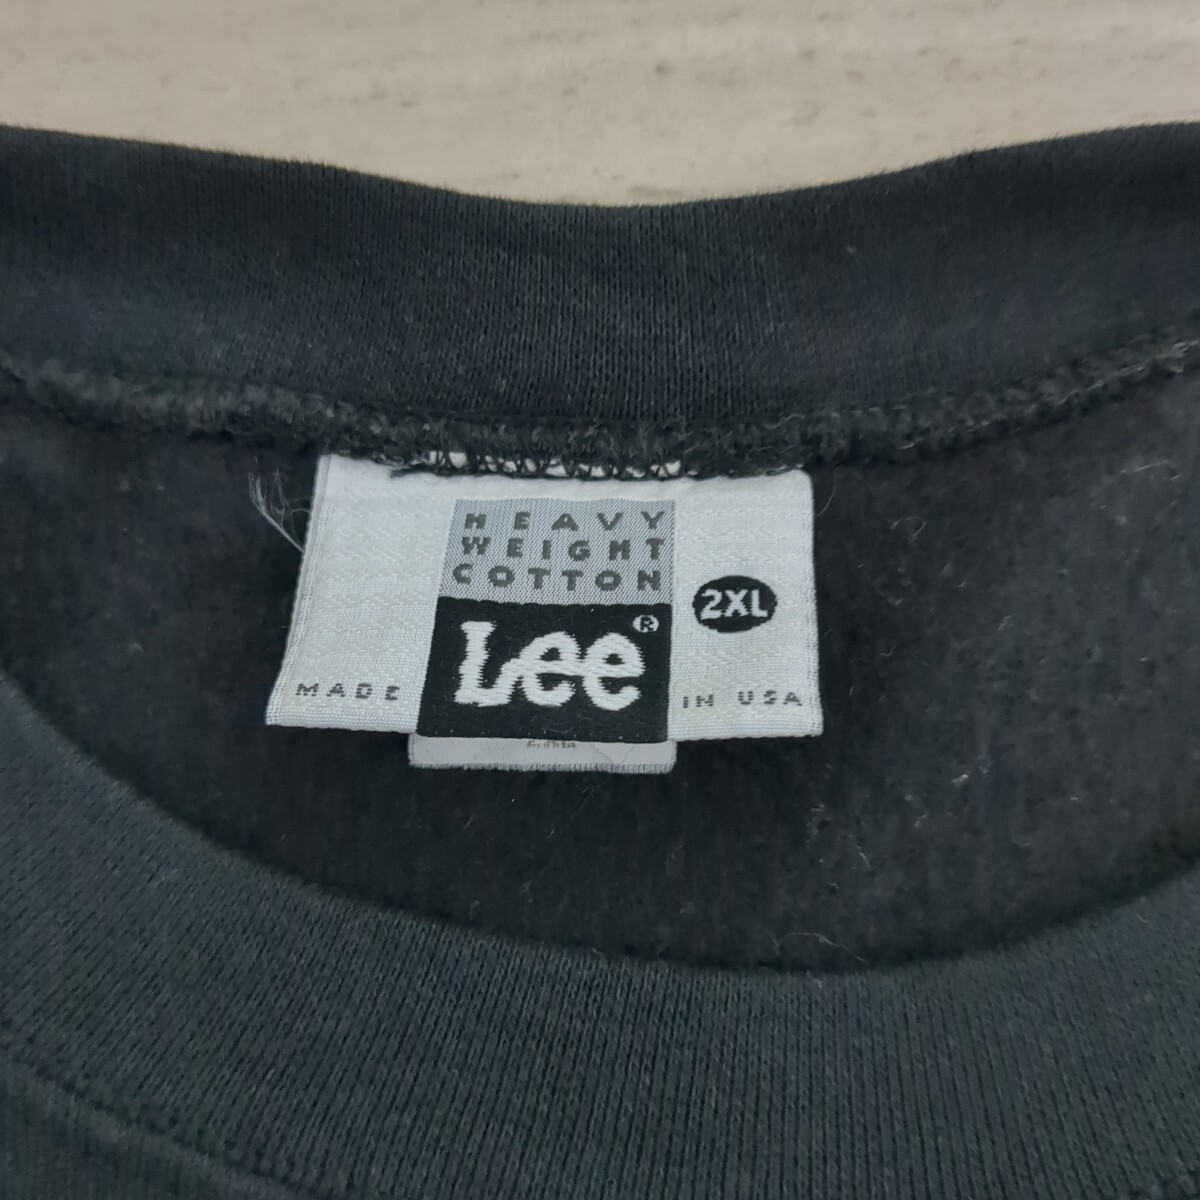 HEAVY
WEIGHT
COTTON
Lee®
2XL
MADE IN USA